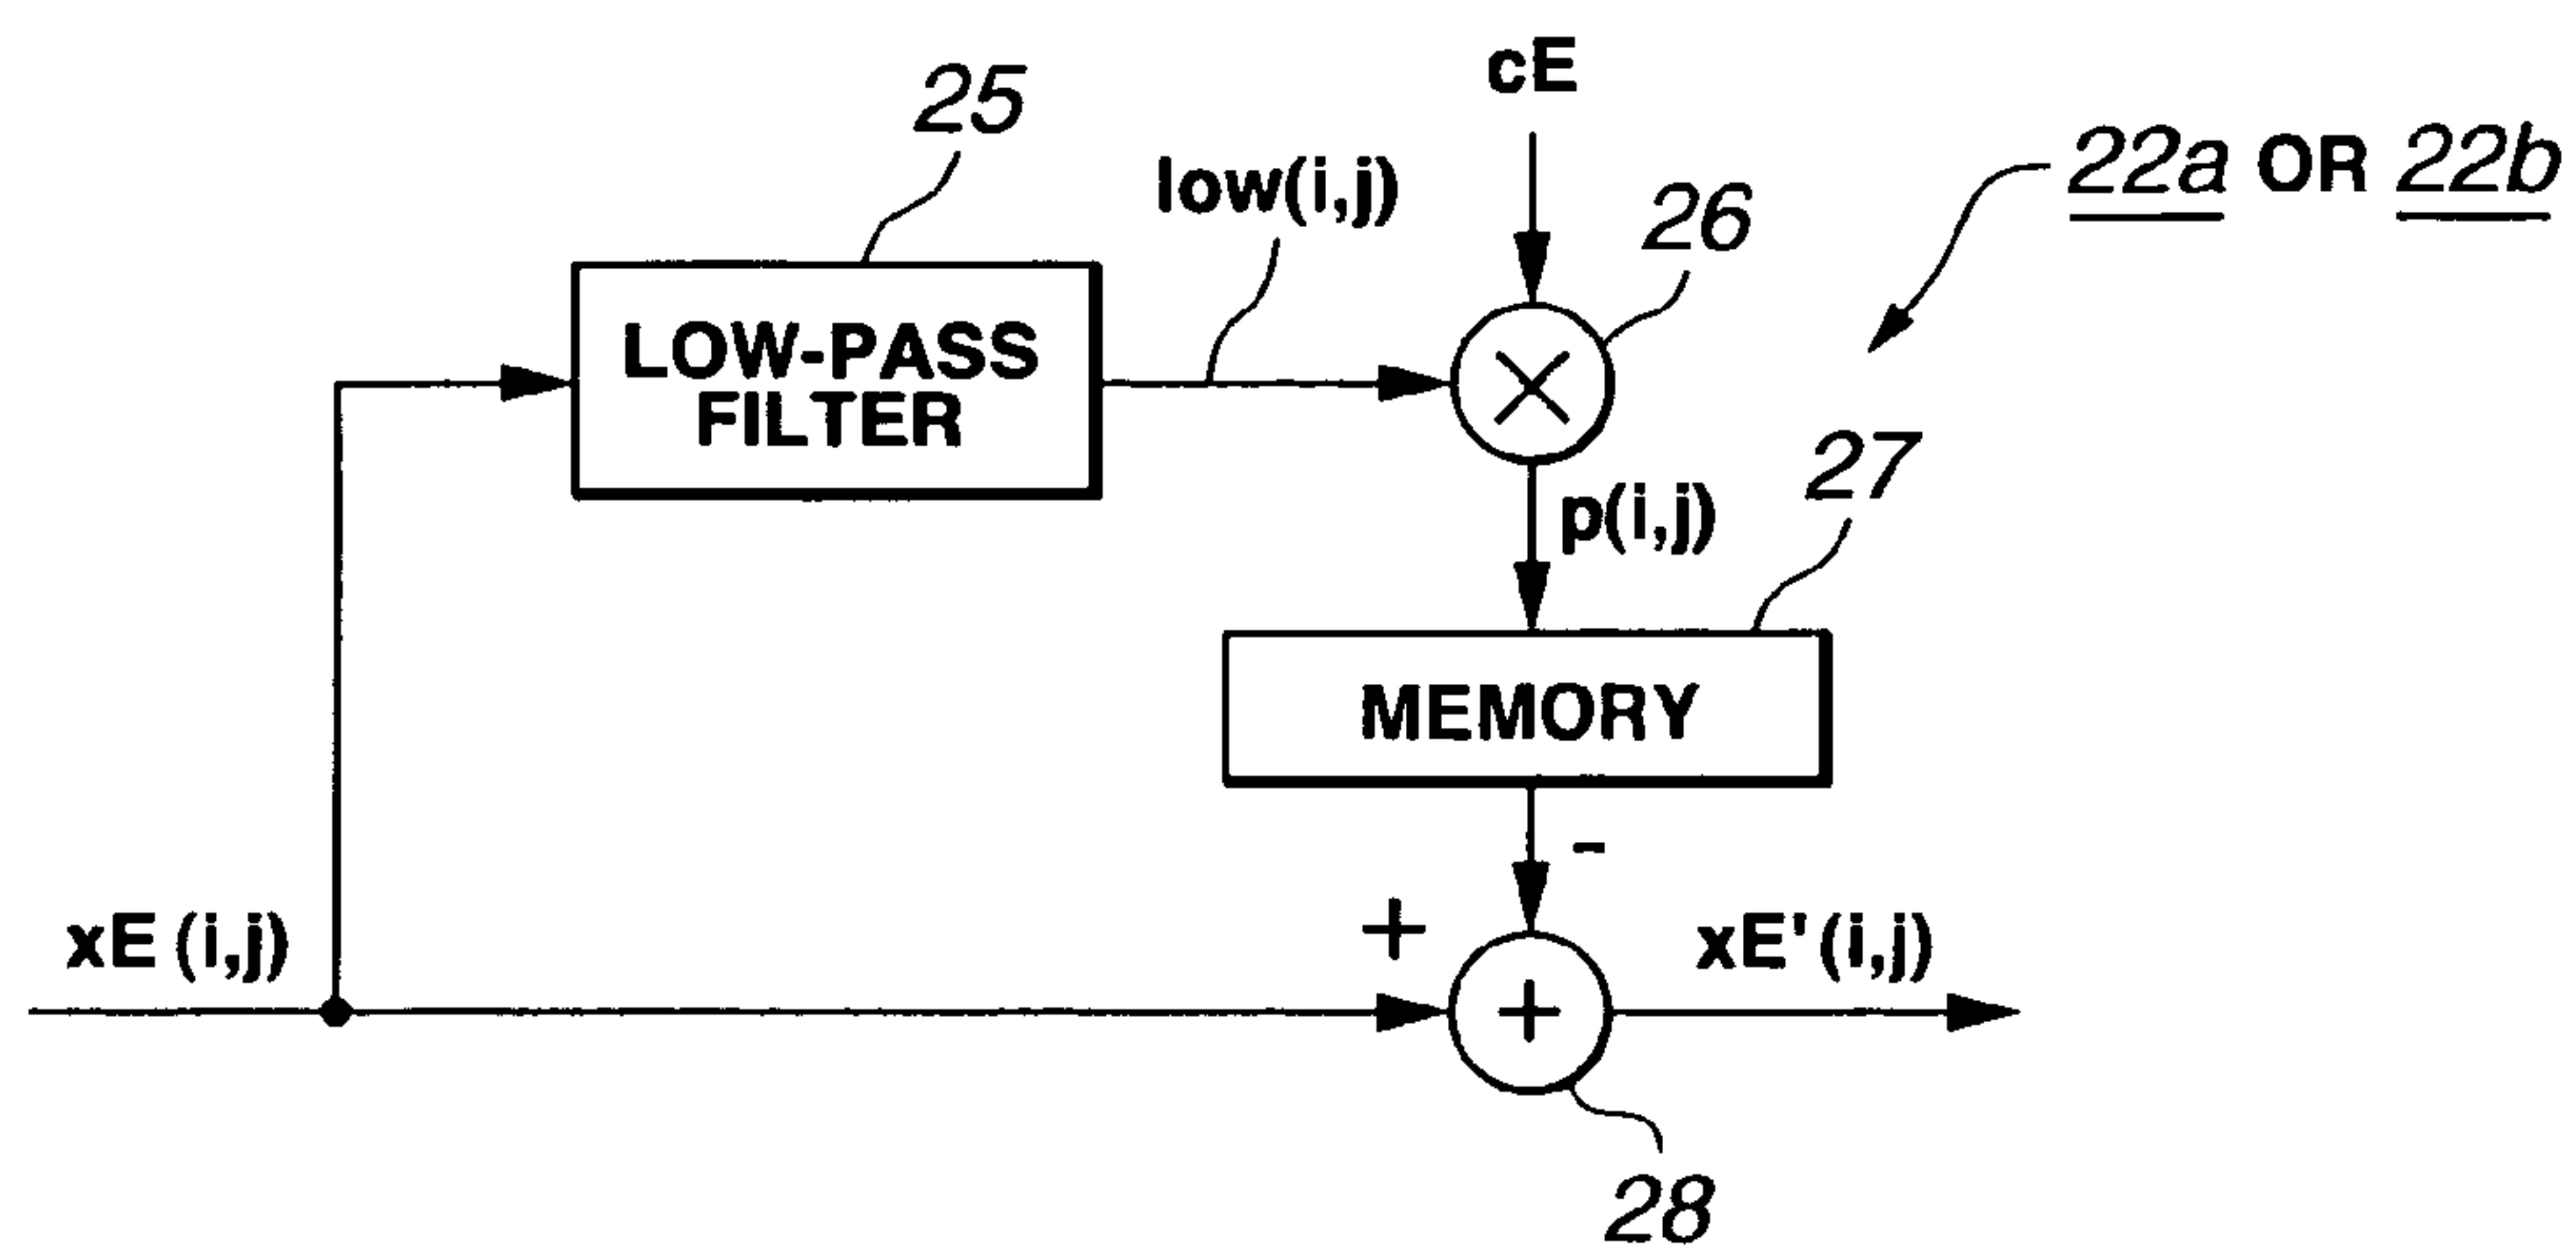 cE
25
low(i,j)
22a OR 22b
26
LOW-PASS
FILTER
×
p(i,j)
27
MEMORY
-
xE (i,j)
+
xE'(i,j)
+
28